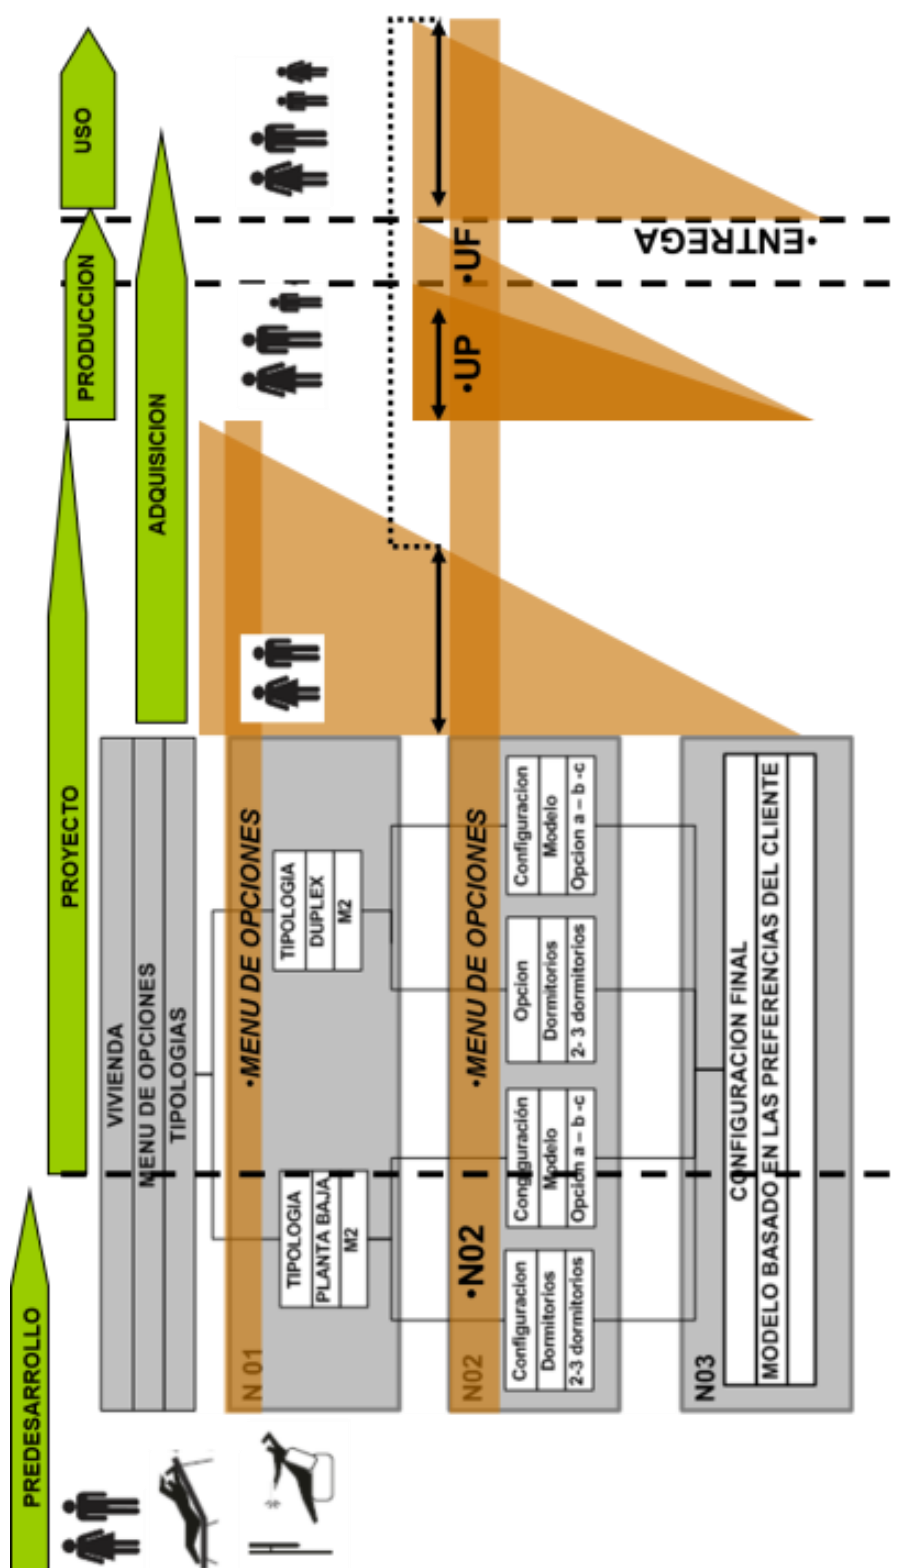 PREDESARROLLO
PROYECTO
PRODUCCION
USO
ADQUISICION
VIVIENDA
MENU DE OPCIONES
TIPOLOGIAS
N 01
•MENU DE OPCIONES
TIPOLOGIA
PLANTA BAJA
M2
TIPOLOGIA
DUPLEX
M2
N02
•N02
•MENU DE OPCIONES
•UP
•UF
Configuracion
Dormitorios
2-3 dormitorios
Congiguración
Modelo
Opcion a – b -c
Opcion
Dormitorios
2- 3 dormitorios
Configuracion
Modelo
Opcion a – b -c
N03
CONFIGURACION FINAL
MODELO BASADO EN LAS PREFERENCIAS DEL CLIENTE
•ENTREGA